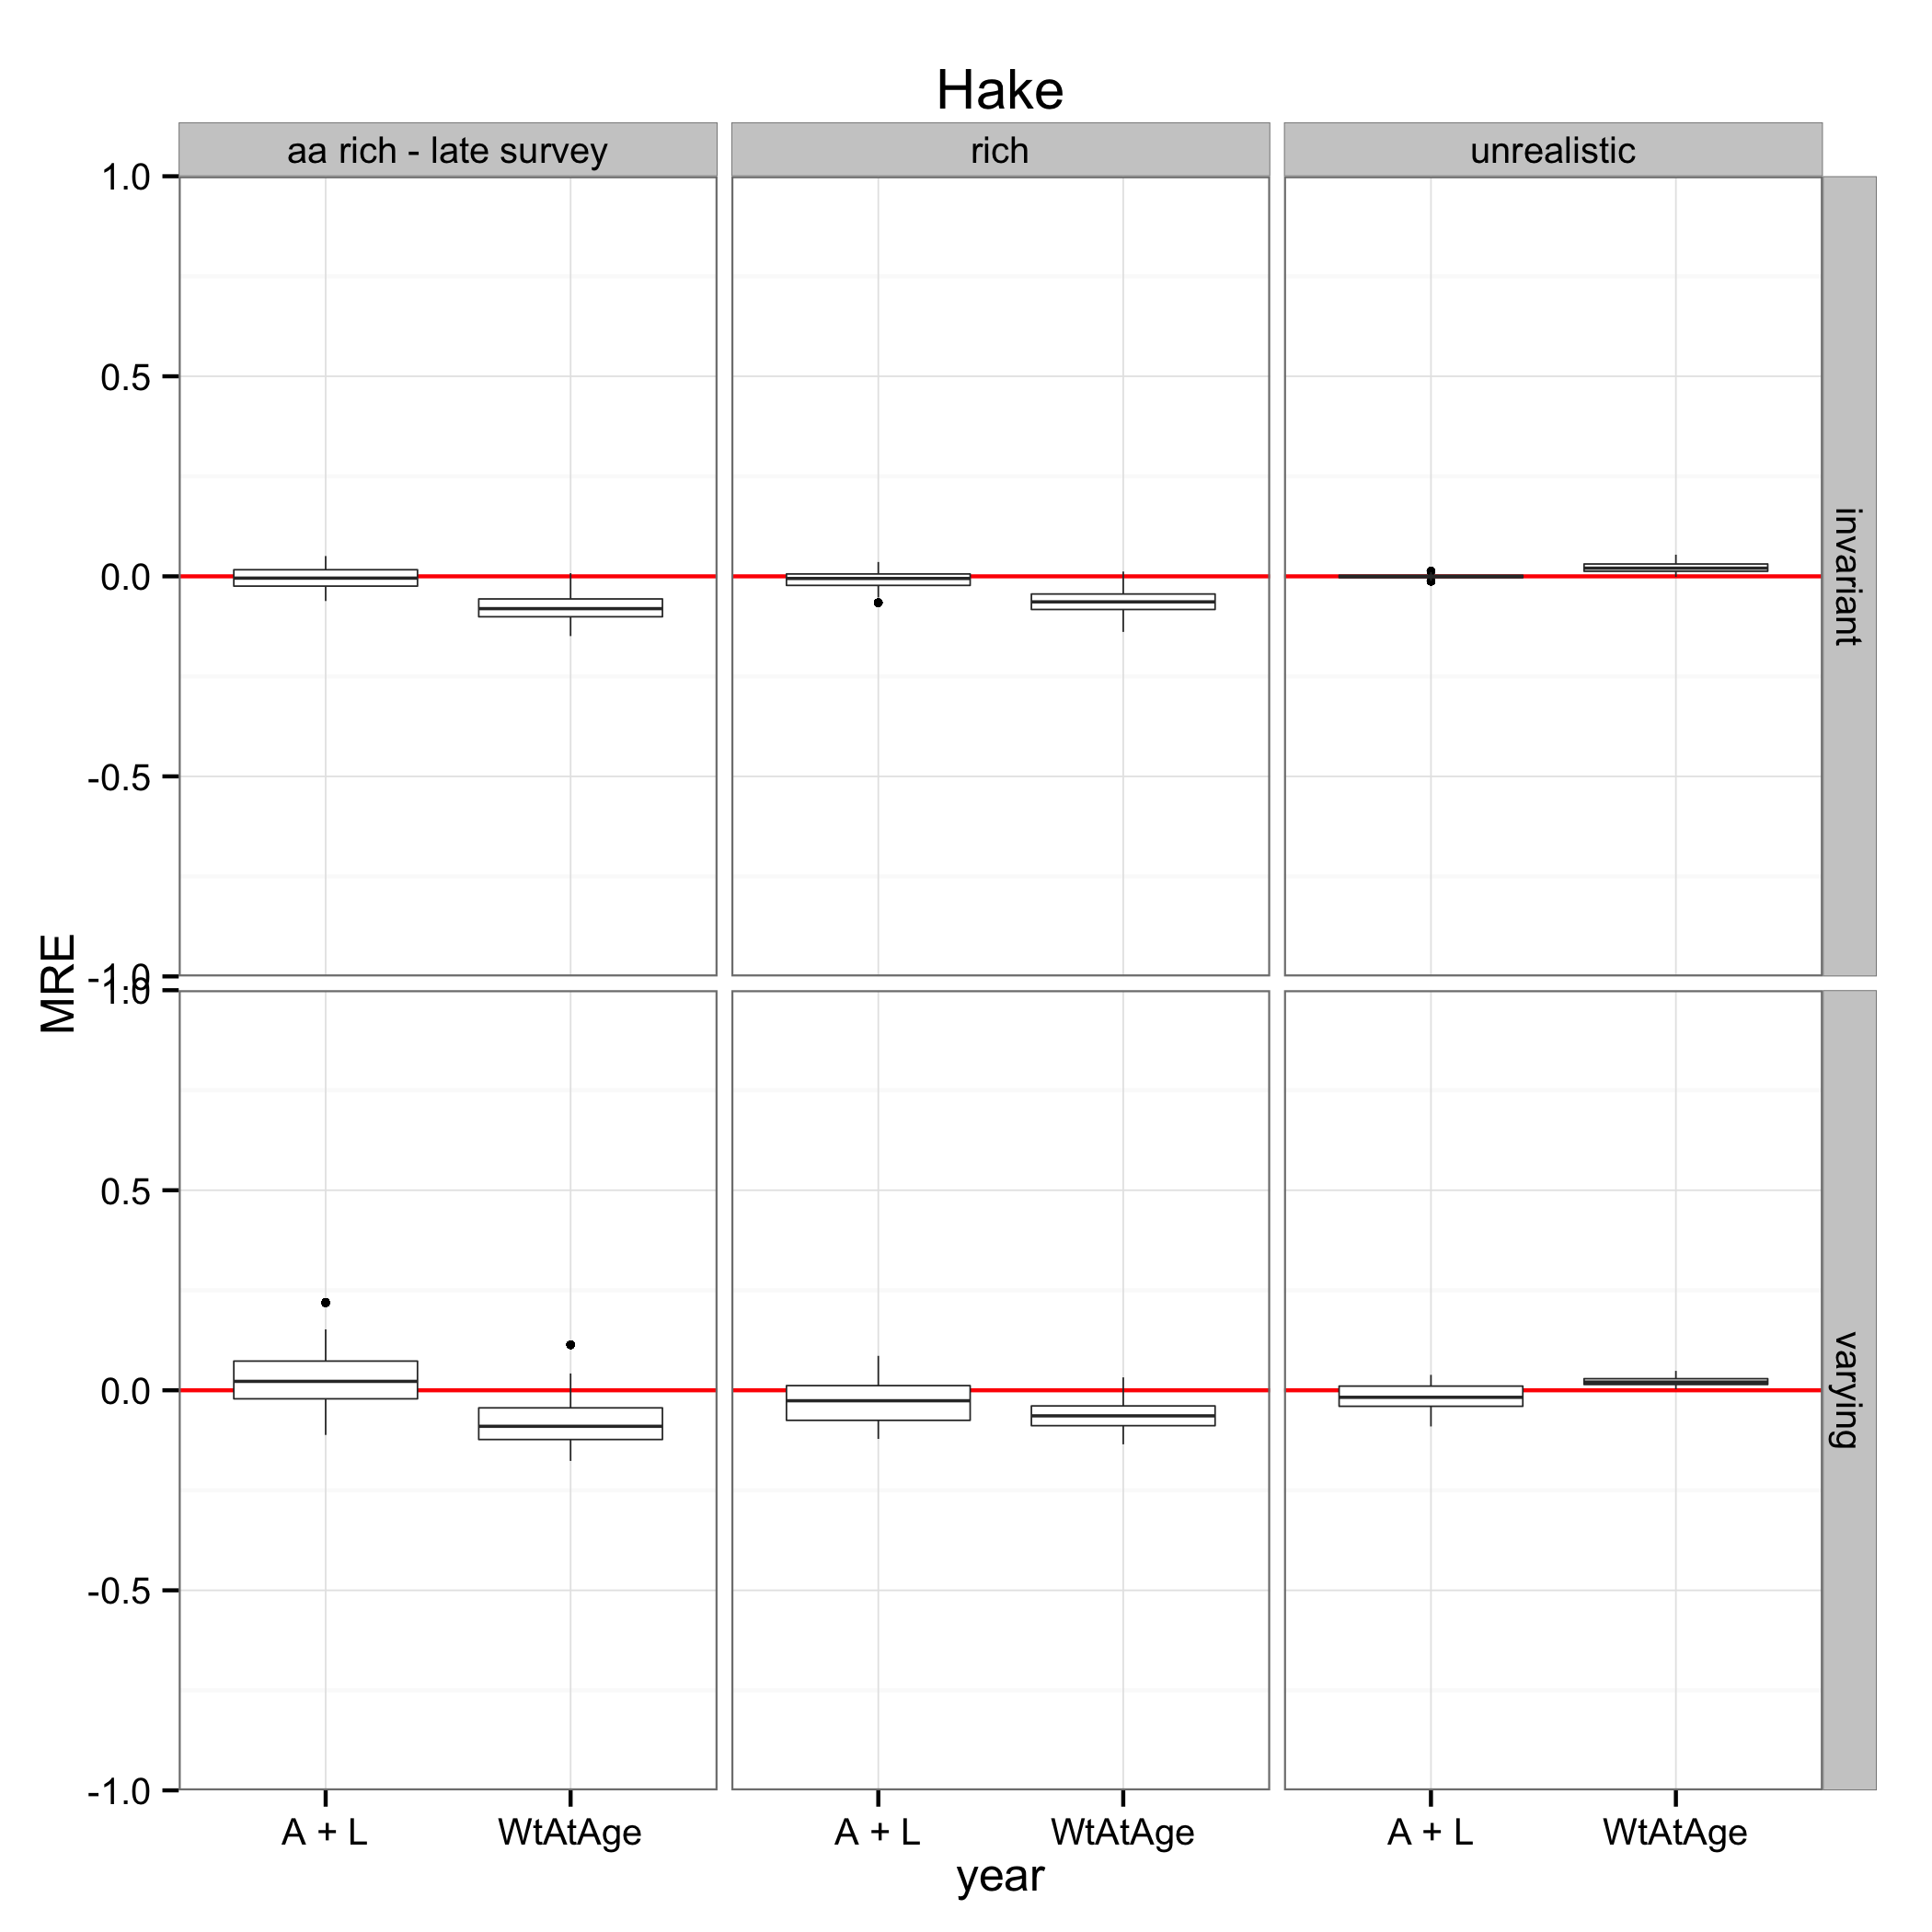 Hake
aa rich - late survey
rich
unrealistic
1.0
0.5
0.0
-0.5
-1.0
invariant
MRE
1.0
0.5
0.0
-0.5
-1.0
varying
A + L
WtAtAge
A + L
WtAtAge
A + L
WtAtAge
year